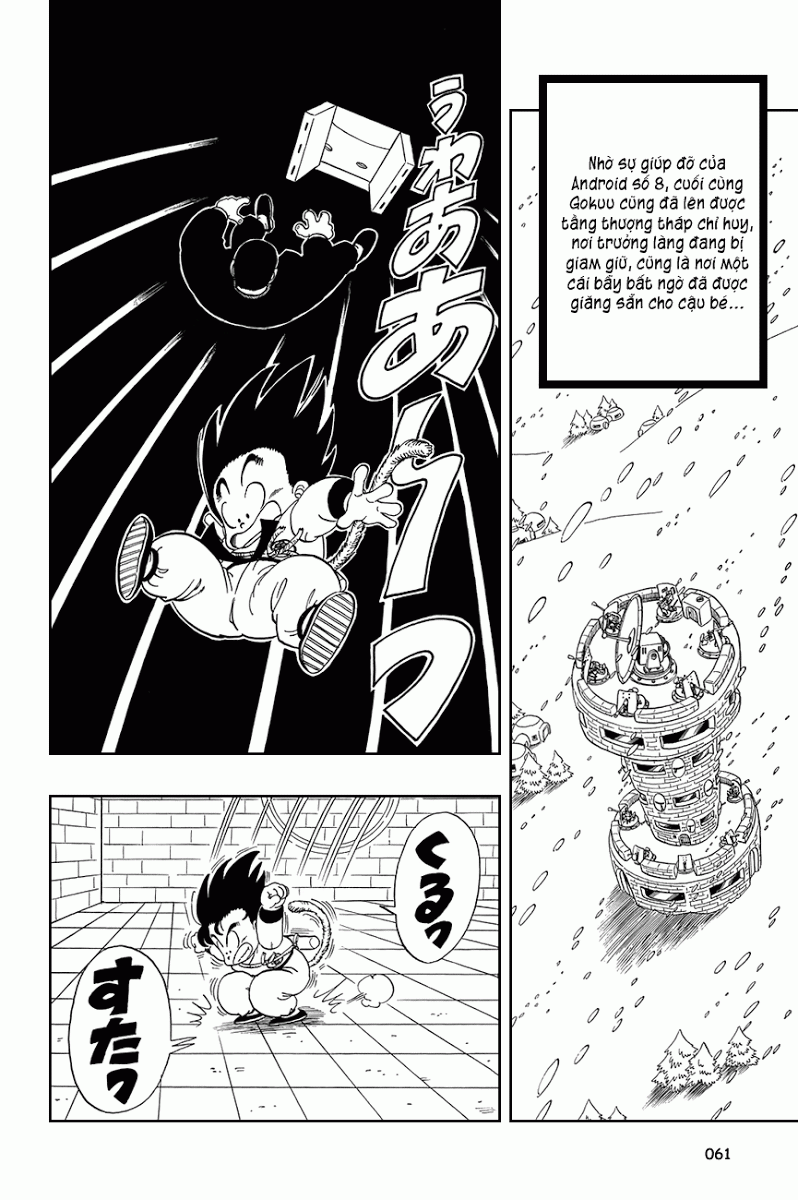 Nhờ sự giúp đỡ của
Android số 8, cuối cùng
Gokuu cũng đã lên được
tầng thượng tháp chỉ huy,
nơi trưởng làng đang bị
giam giữ, cũng là nơi một
cái bẫy bất ngờ đã được
giăng sẵn cho cậu bé...
うわああーーっ
くるっ
すたっ
061